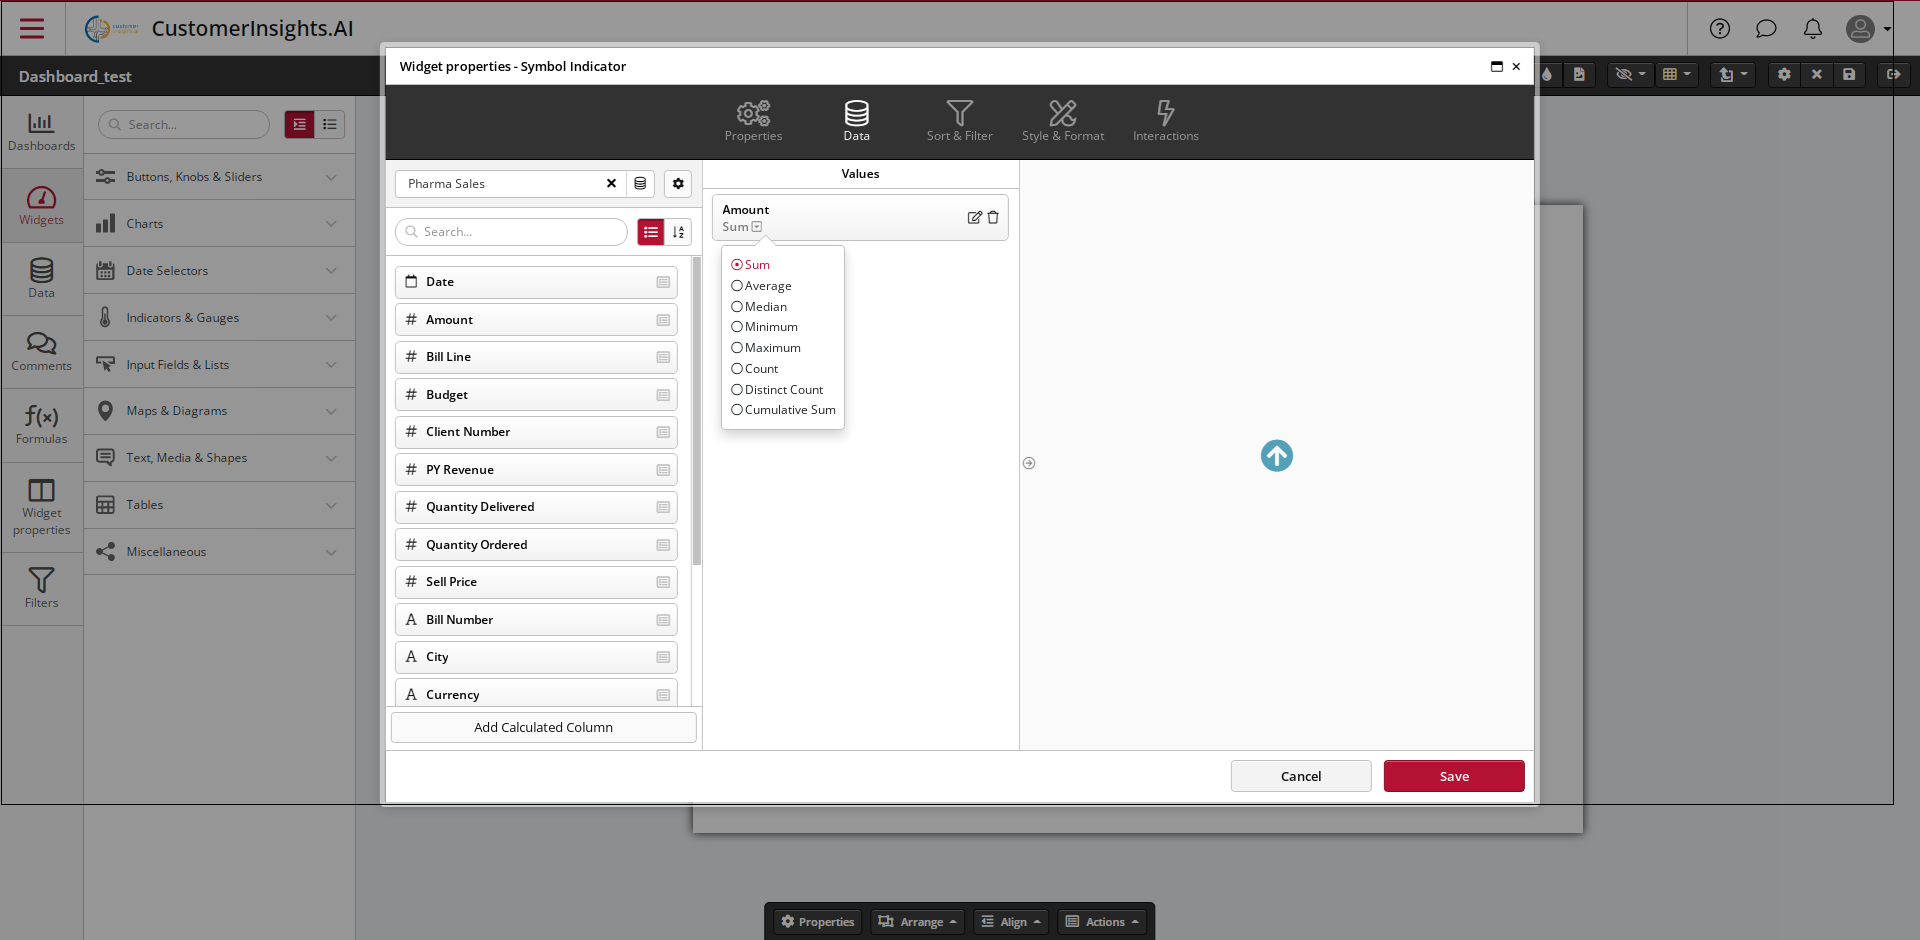 CustomerInsights.AI
Dashboard_test
Widget properties - Symbol Indicator
Properties
Data
Sort & Filter
Style & Format
Interactions
Dashboards
Widgets
Data
Comments
f(x)
Formulas
Widget
properties
Filters
Search...
Buttons, Knobs & Sliders
Charts
Date Selectors
Indicators & Gauges
Input Fields & Lists
Maps & Diagrams
Text, Media & Shapes
Tables
Miscellaneous
Pharma Sales
Search...
Date
# Amount
# Bill Line
# Budget
# Client Number
# PY Revenue
# Quantity Delivered
# Quantity Ordered
# Sell Price
A Bill Number
A City
A Currency
Add Calculated Column
Values
Amount
Sum
Sum
Average
Median
Minimum
Maximum
Count
Distinct Count
Cumulative Sum
Cancel
Save
Properties
Arrange
Align
Actions